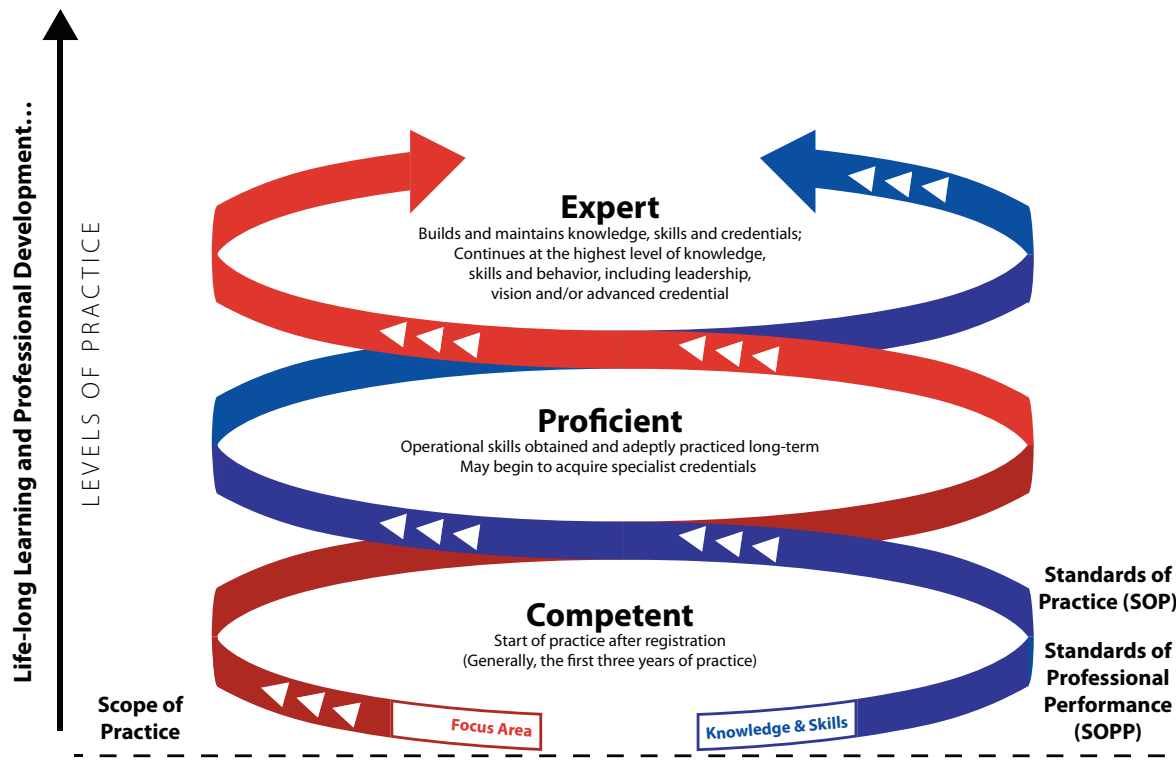 Life-long Learning and Professional Development...
LEVELS OF PRACTICE
Expert
Builds and maintains knowledge, skills and credentials;
Continues at the highest level of knowledge,
skills and behavior, including leadership,
vision and/or advanced credential
Proficient
Operational skills obtained and adeptly practiced long-term
May begin to acquire specialist credentials
Competent
Start of practice after registration
(Generally, the first three years of practice)
Standards of
Practice (SOP)
Standards of
Professional
Performance
(SOPP)
Scope of
Practice
Focus Area
Knowledge & Skills